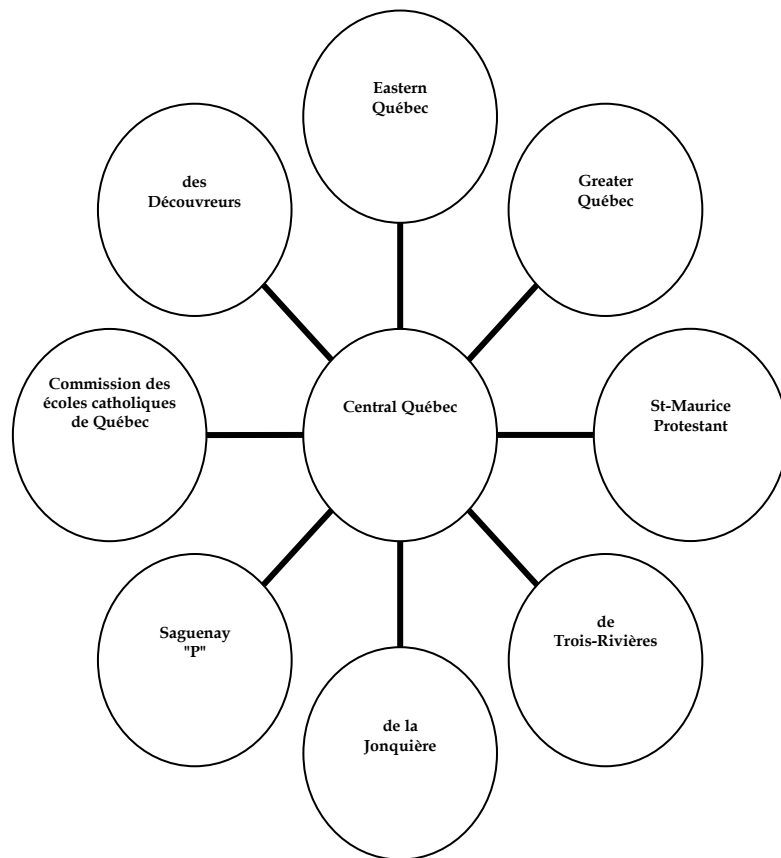 Eastern
Québec
des
Découvreurs
Greater
Québec
Commission des
écoles catholiques
de Québec
Central Québec
St-Maurice
Protestant
Saguenay
"P"
de
Trois-Rivières
de la
Jonquière